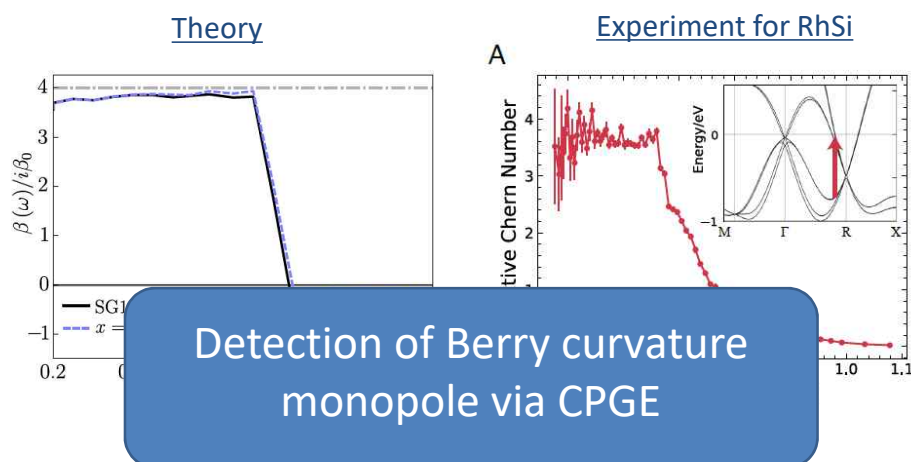 Theory
Experiment for RhSi
A
β(ω)/iβ₀
4
3
2
1
0
−1
0.2
SG1
x =
tive Chern Number
4
3
2
1.0
1.1
Energy/eV
0
−1
M Γ R X
Detection of Berry curvature
monopole via CPGE